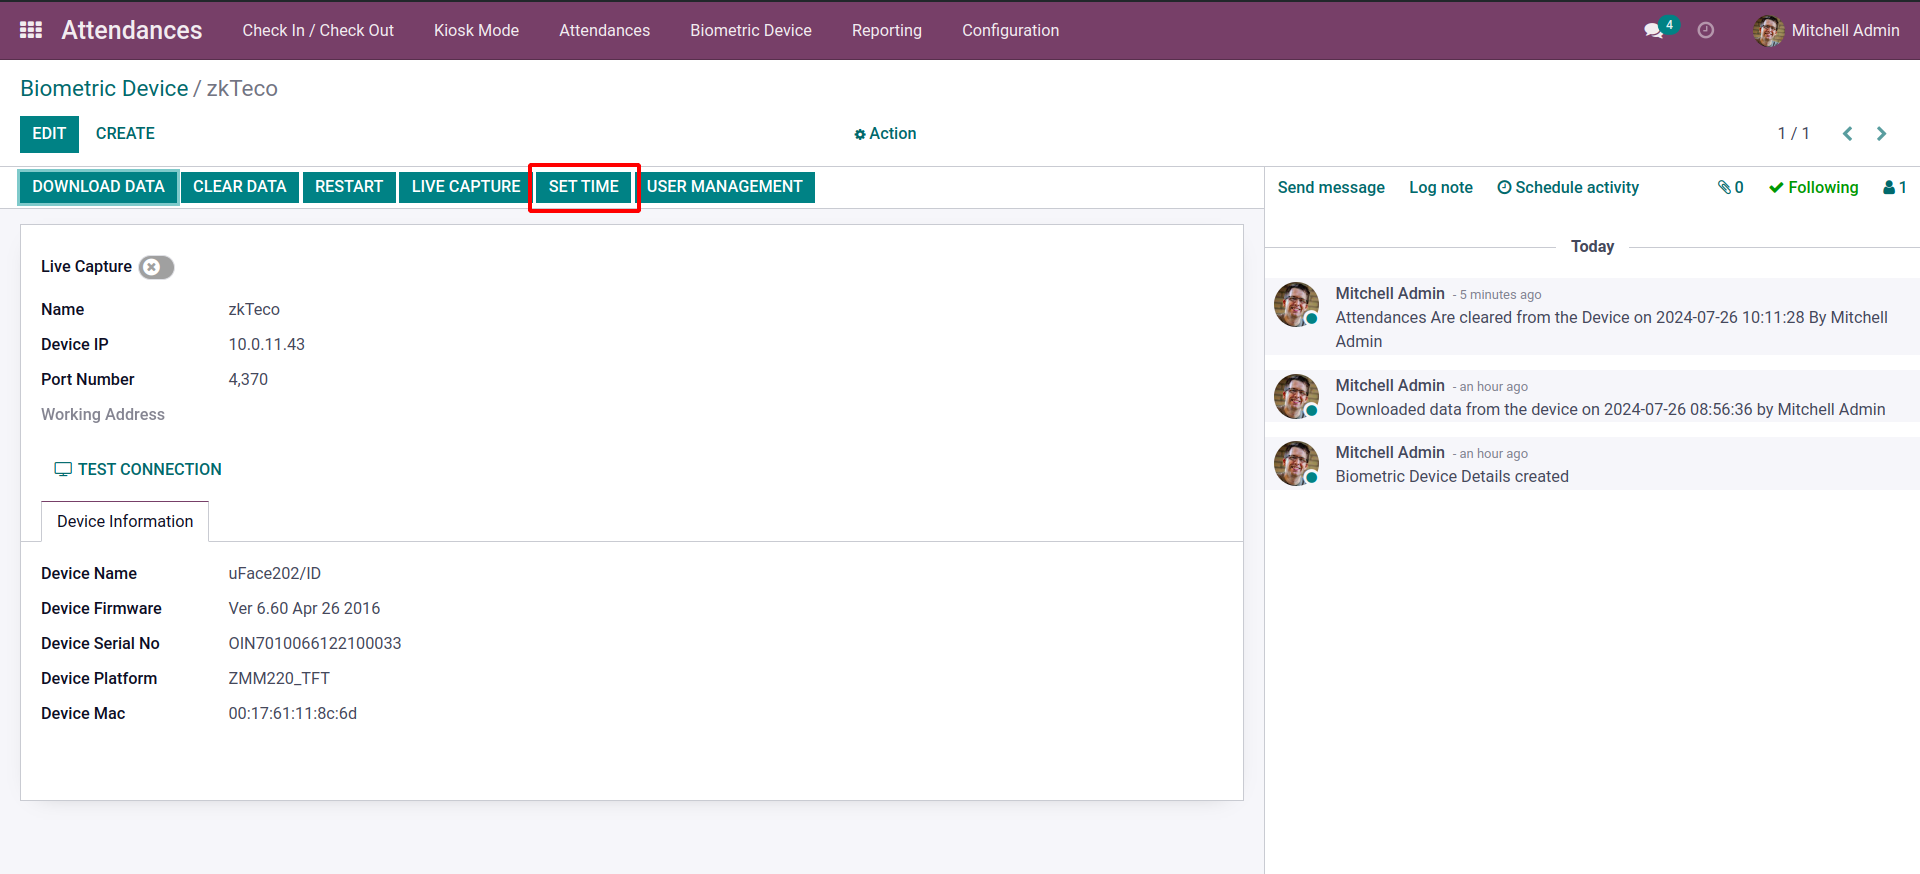 Attendances Check In / Check Out Kiosk Mode Attendances Biometric Device Reporting Configuration 4 Mitchell Admin
Biometric Device / zkTeco
EDIT CREATE Action 1 / 1
DOWNLOAD DATA CLEAR DATA RESTART LIVE CAPTURE SET TIME USER MANAGEMENT
Live Capture
Name zkTeco
Device IP 10.0.11.43
Port Number 4,370
Working Address
TEST CONNECTION
Device Information
Device Name uFace202/ID
Device Firmware Ver 6.60 Apr 26 2016
Device Serial No OIN7010066122100033
Device Platform ZMM220_TFT
Device Mac 00:17:61:11:8c:6d
Send message Log note Schedule activity 0 Following 1
Today
Mitchell Admin - 5 minutes ago
Attendances Are cleared from the Device on 2024-07-26 10:11:28 By Mitchell
Admin
Mitchell Admin - an hour ago
Downloaded data from the device on 2024-07-26 08:56:36 by Mitchell Admin
Mitchell Admin - an hour ago
Biometric Device Details created